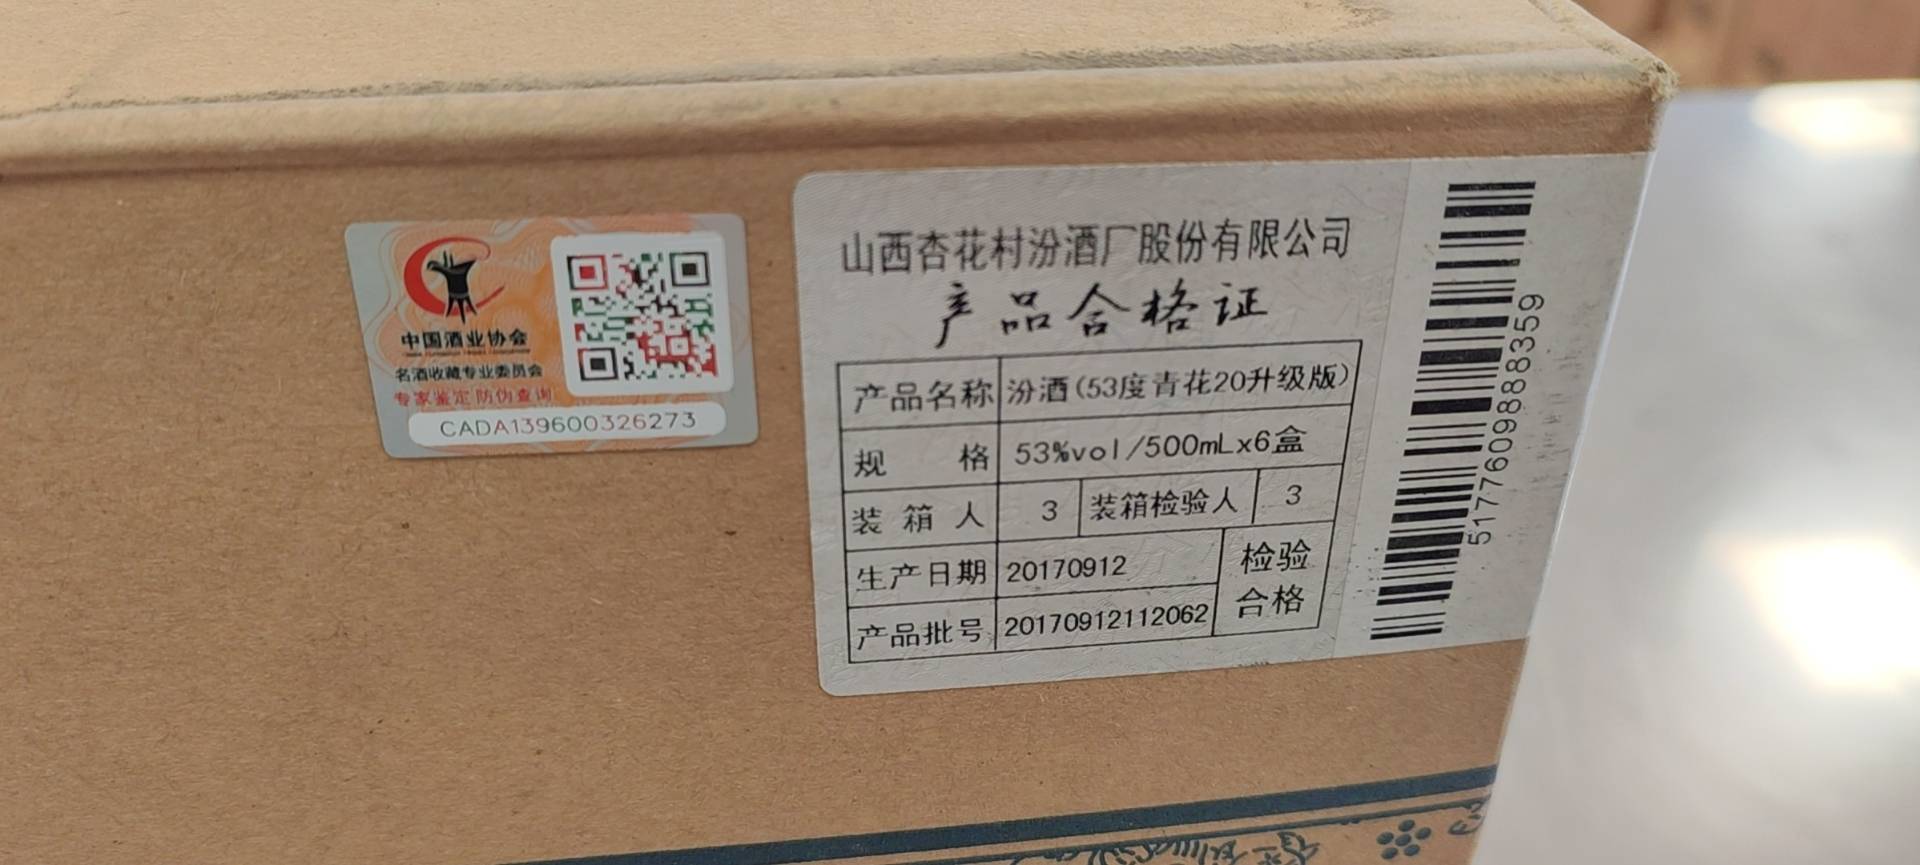 中国酒业协会
名酒收藏专业委员会
专家鉴定 防伪查询
CADA139600326273
山西杏花村汾酒厂股份有限公司
产品合格证
产品名称 汾酒(53度青花20升级版)
规 格 53%vol/500mLx6盒
装 箱 人 3 装箱检验人 3
生产日期 20170912
检验合格
产品批号 20170912112062
5177609888359